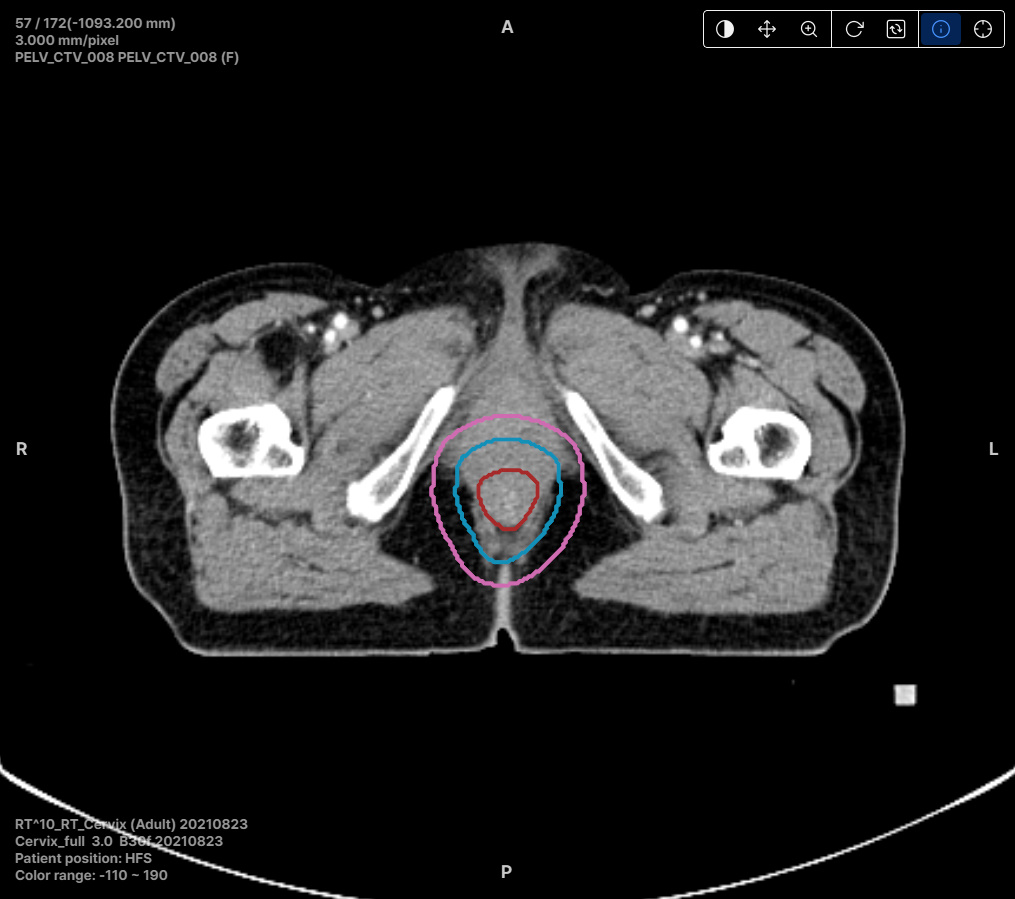 57 / 172(-1093.200 mm)
3.000 mm/pixel
PELV_CTV_008 PELV_CTV_008 (F)
A
R
L
RT^10_RT_Cervix (Adult) 20210823
Cervix_full 3.0 B30f 20210823
Patient position: HFS
Color range: -110 ~ 190
P